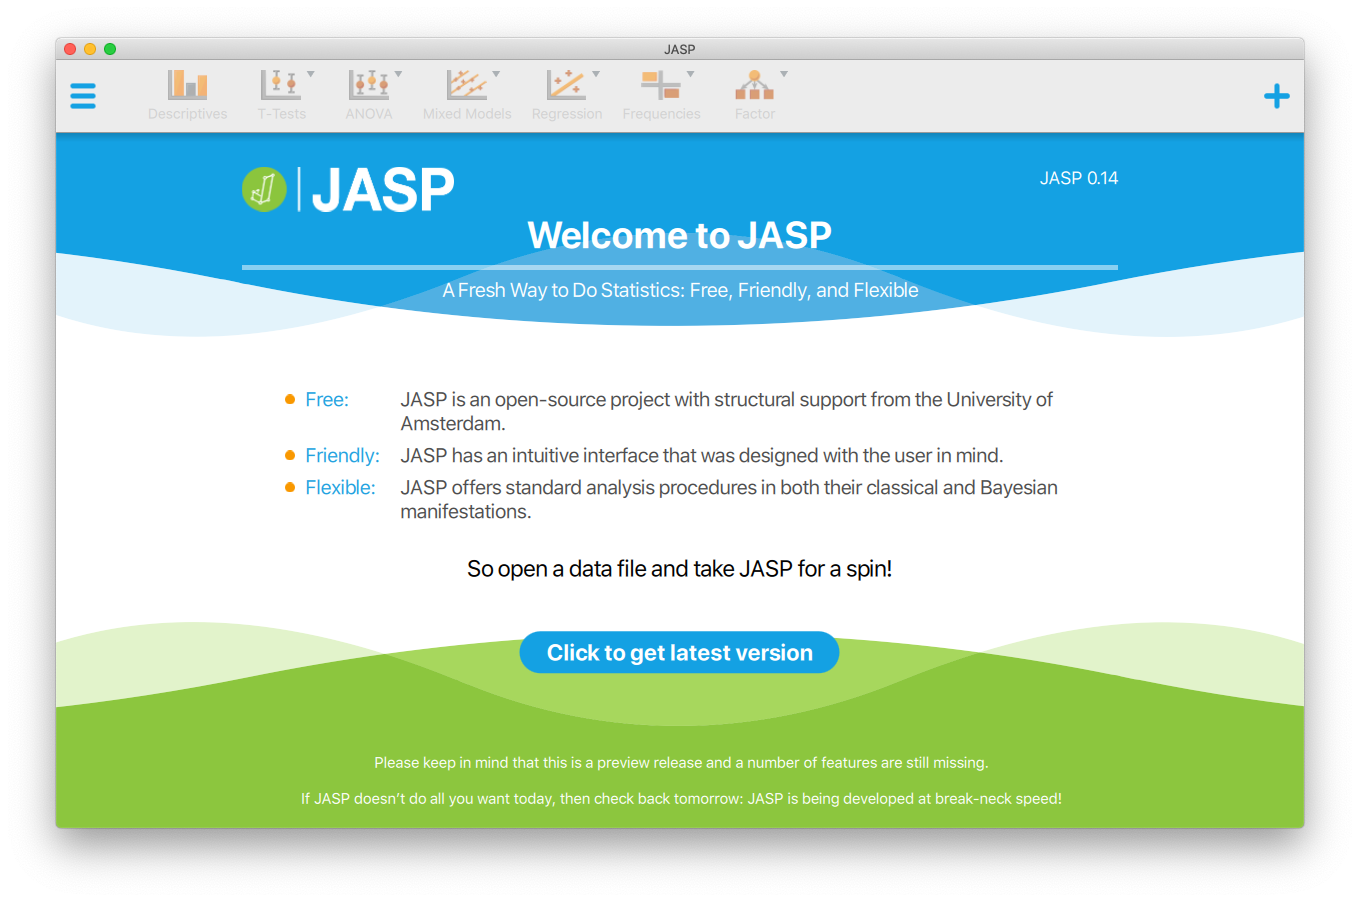 JASP
Descriptives
T-Tests
ANOVA
Mixed Models
Regression
Frequencies
Factor
JASP
JASP 0.14
Welcome to JASP
A Fresh Way to Do Statistics: Free, Friendly, and Flexible
Free: JASP is an open-source project with structural support from the University of
Amsterdam.
Friendly: JASP has an intuitive interface that was designed with the user in mind.
Flexible: JASP offers standard analysis procedures in both their classical and Bayesian
manifestations.
So open a data file and take JASP for a spin!
Click to get latest version
Please keep in mind that this is a preview release and a number of features are still missing.
If JASP doesn’t do all you want today, then check back tomorrow: JASP is being developed at break-neck speed!